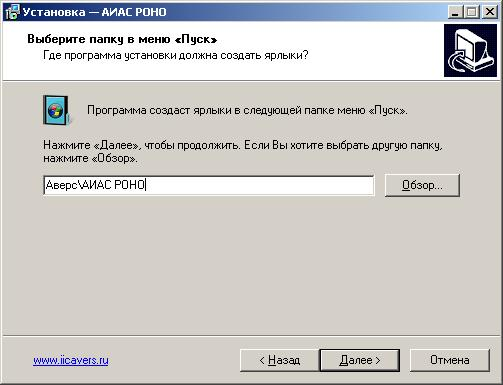 Установка — АИАС РОНО
Выберите папку в меню «Пуск»
Где программа установки должна создать ярлыки?
Программа создаст ярлыки в следующей папке меню «Пуск».
Нажмите «Далее», чтобы продолжить. Если Вы хотите выбрать другую папку,
нажмите «Обзор».
Аверс\АИАС РОНО
Обзор...
www.iicavers.ru
< Назад
Далее >
Отмена